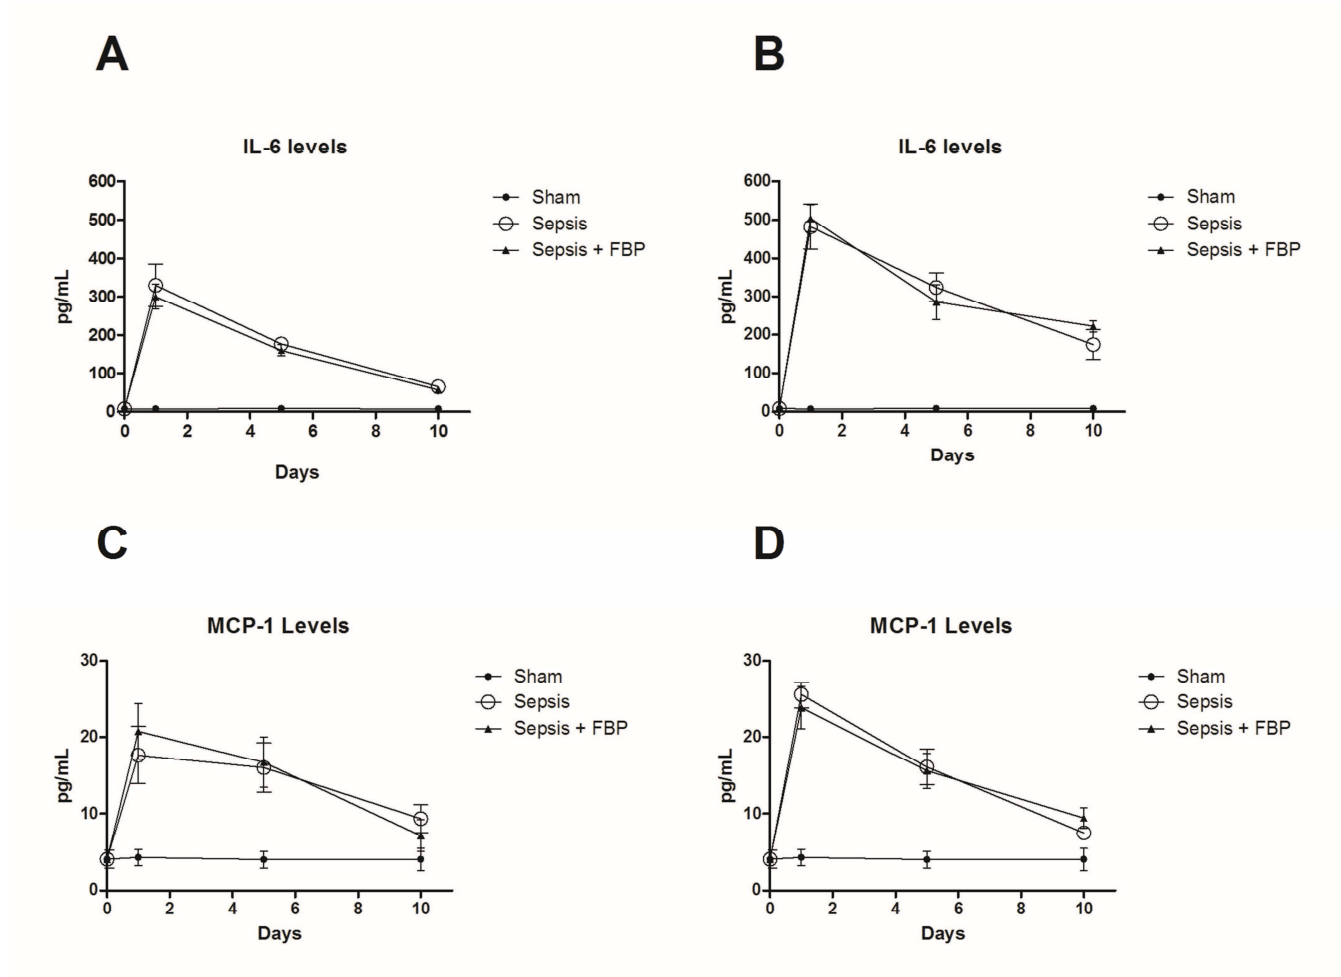 A
IL-6 levels
600
500
400
300
200
100
0
pg/mL
0 2 4 6 8 10
Days
Sham
Sepsis
Sepsis + FBP
B
IL-6 levels
600
500
400
300
200
100
0
pg/mL
0 2 4 6 8 10
Days
Sham
Sepsis
Sepsis + FBP
C
MCP-1 Levels
30
20
10
0
pg/mL
0 2 4 6 8 10
Days
Sham
Sepsis
Sepsis + FBP
D
MCP-1 Levels
30
20
10
0
pg/mL
0 2 4 6 8 10
Days
Sham
Sepsis
Sepsis + FBP